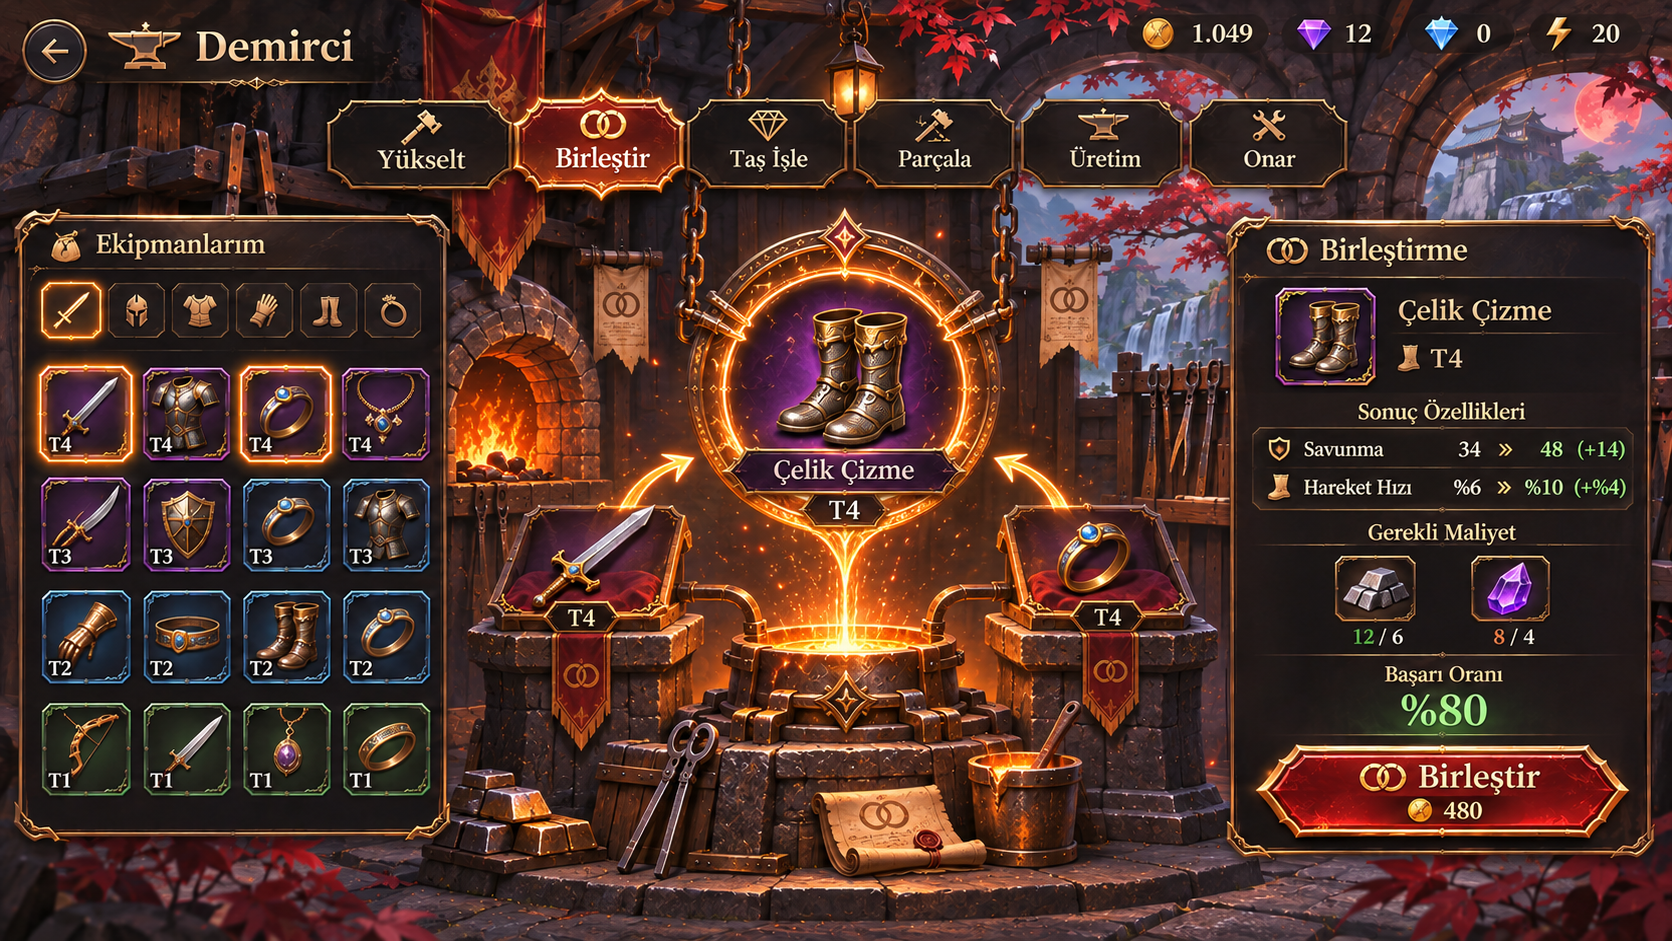 Demirci
1.049
12
0
20
Yükselt
Birleştir
Taş İşle
Parçala
Üretim
Onar
Ekipmanlarım
T4
T4
T4
T4
T3
T3
T3
T3
T2
T2
T2
T2
T1
T1
T1
T1
Çelik Çizme
T4
T4
T4
Birleştirme
Çelik Çizme
T4
Sonuç Özellikleri
Savunma 34 » 48 (+14)
Hareket Hızı %6 » %10 (+%4)
Gerekli Maliyet
12 / 6
8 / 4
Başarı Oranı
%80
Birleştir
480